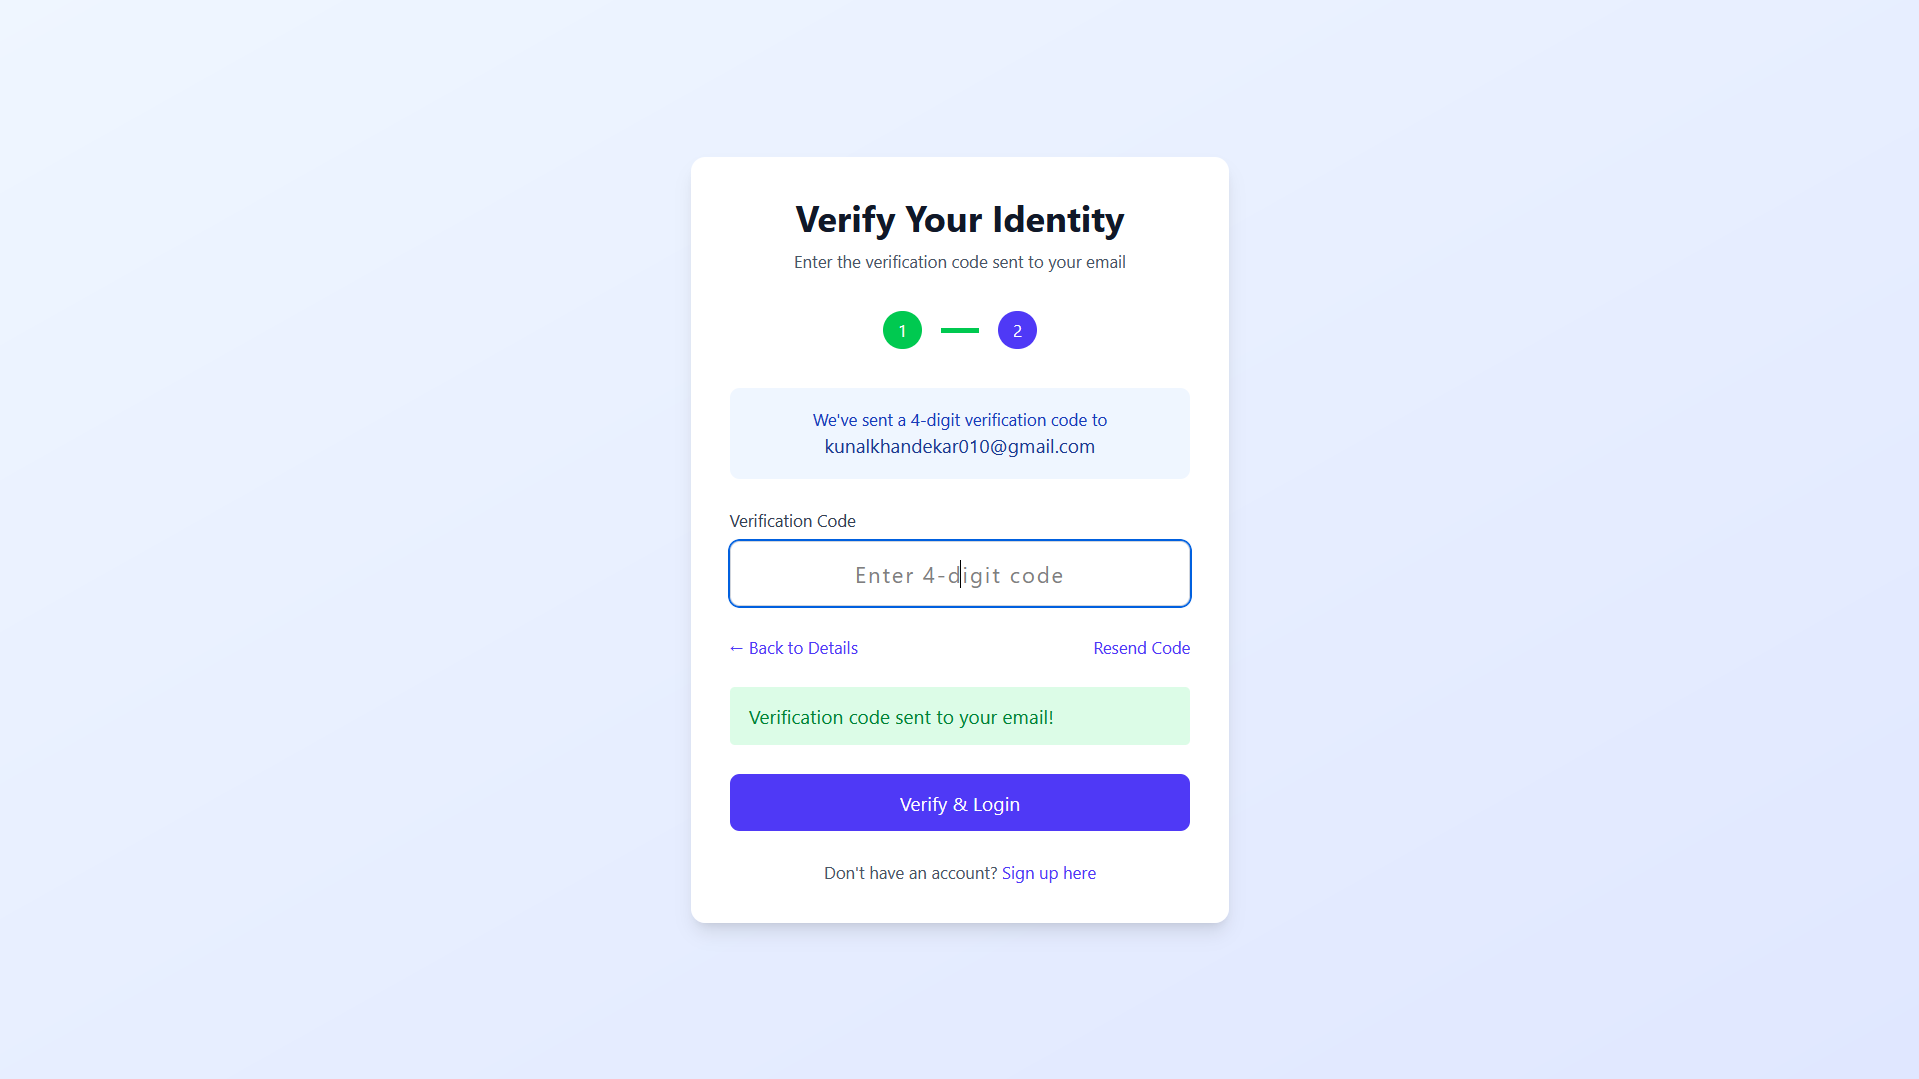 Verify Your Identity
Enter the verification code sent to your email
1 2
We've sent a 4-digit verification code to
kunalkhandekar010@gmail.com
Verification Code
Enter 4-digit code
← Back to Details Resend Code
Verification code sent to your email!
Verify & Login
Don't have an account? Sign up here